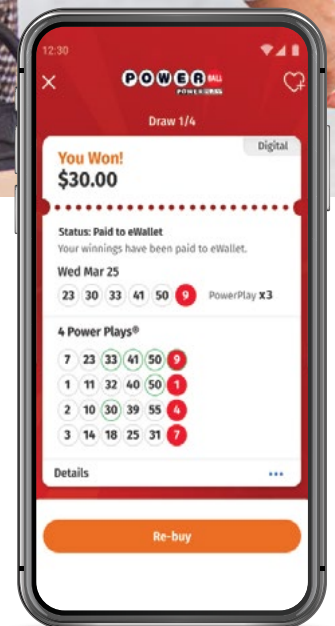 12:30
POWERBALL
POWERPLAY
Draw 1/4
Digital
You Won!
$30.00
Status: Paid to eWallet
Your winnings have been paid to eWallet.
Wed Mar 25
23 30 33 41 50 9 PowerPlay x3
4 Power Plays®
7 23 33 41 50 9
1 11 32 40 50 1
2 10 30 39 55 4
3 14 18 25 31 7
Details
Re-buy